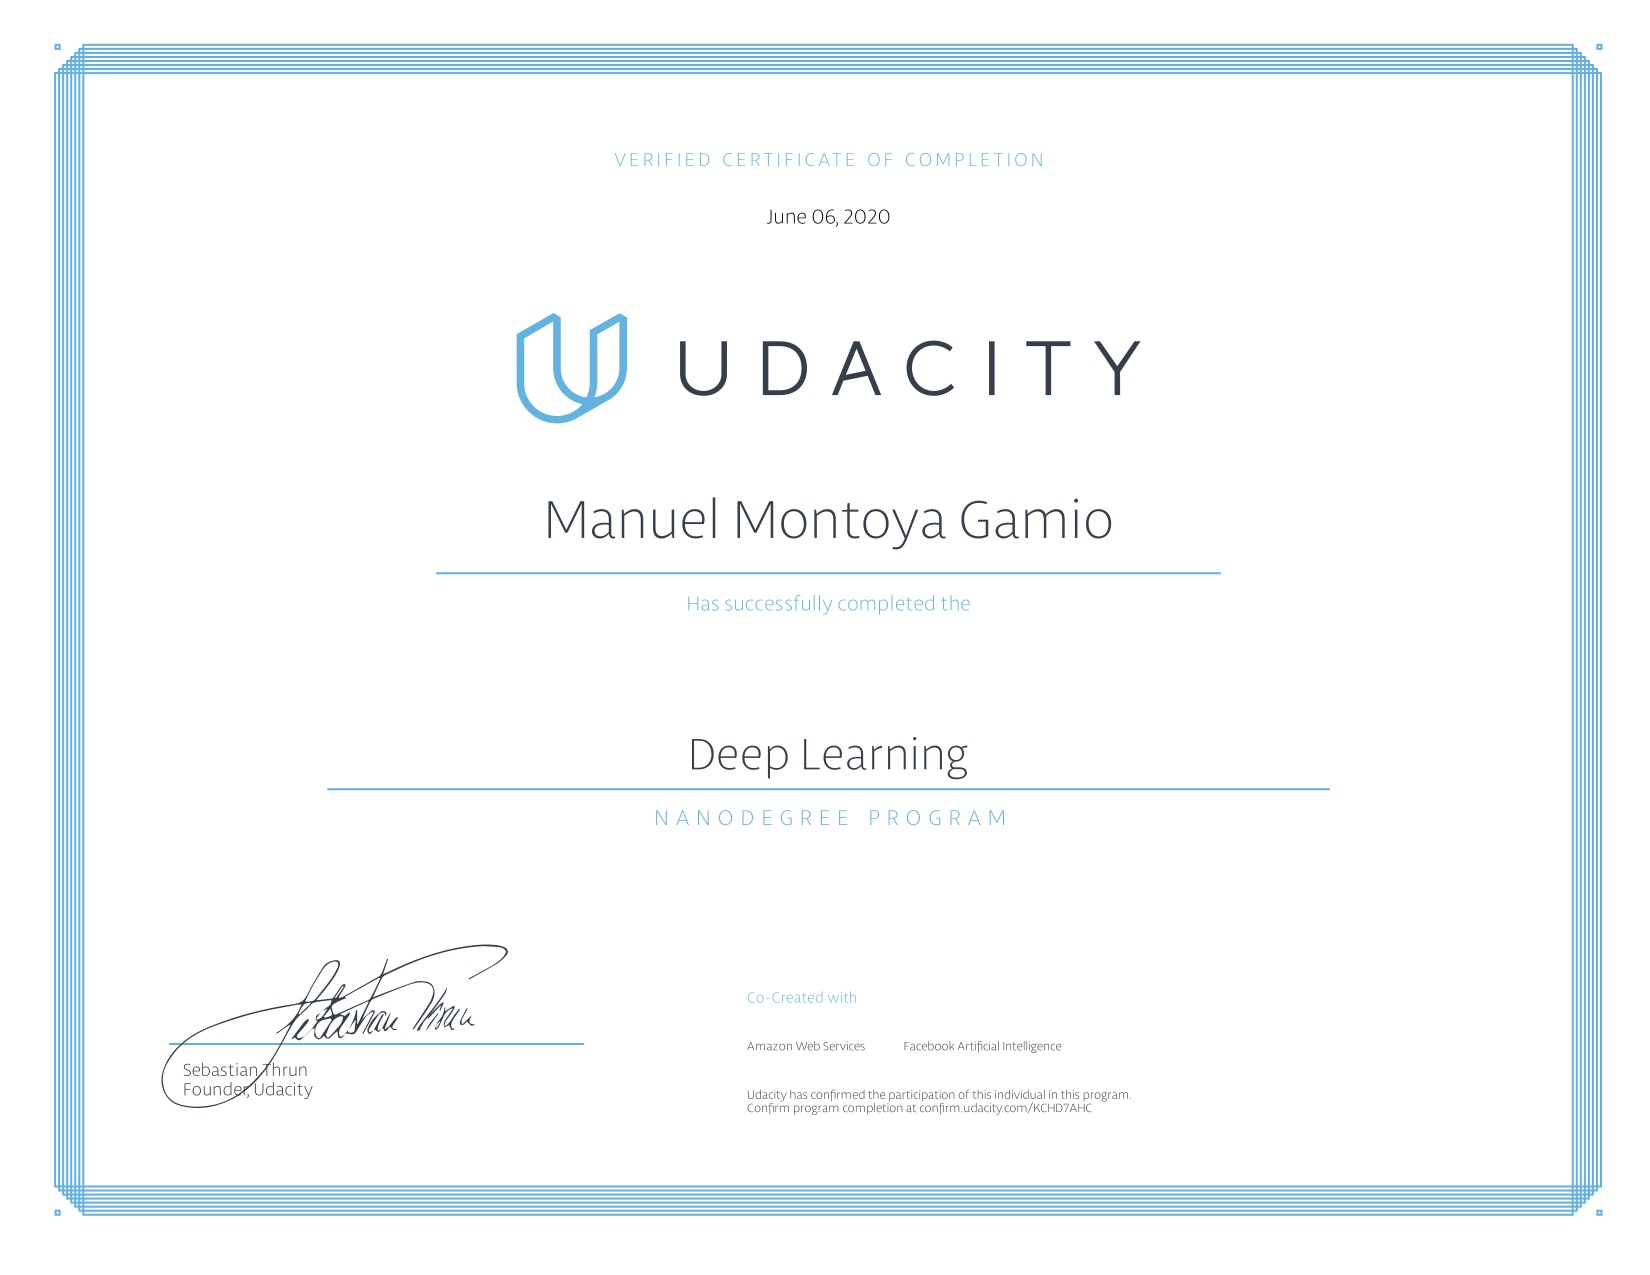 VERIFIED CERTIFICATE OF COMPLETION
June 06, 2020
UDACITY
Manuel Montoya Gamio
Has successfully completed the
Deep Learning
NANODEGREE PROGRAM
Sebastian Thrun
Sebastian Thrun
Founder, Udacity
Co-Created with
Amazon Web Services Facebook Artificial Intelligence
Udacity has confirmed the participation of this individual in this program.
Confirm program completion at confirm.udacity.com/KCHD7AHC